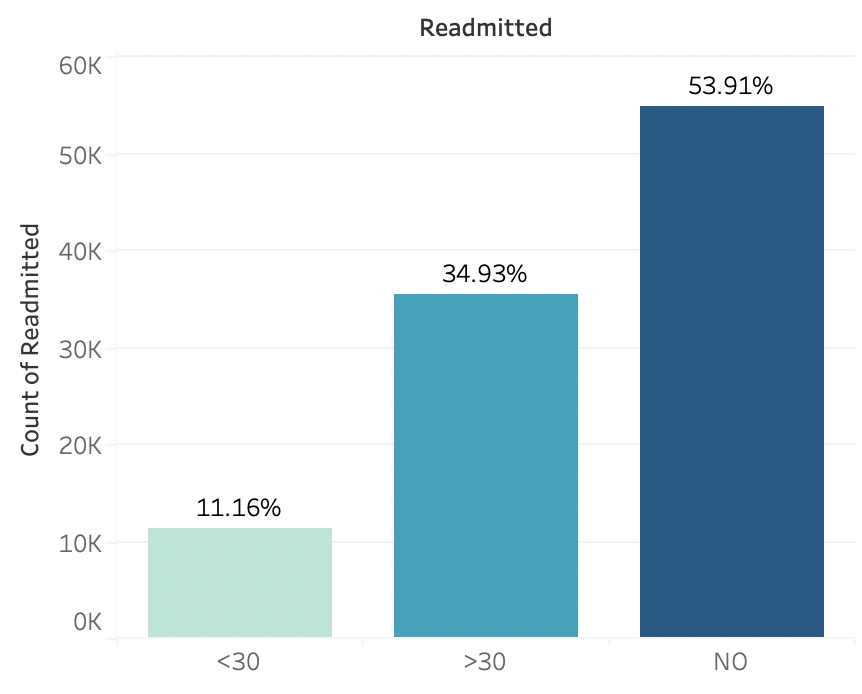 Readmitted
60K
50K
40K
30K
20K
10K
0K
Count of Readmitted
11.16%
34.93%
53.91%
<30
>30
NO